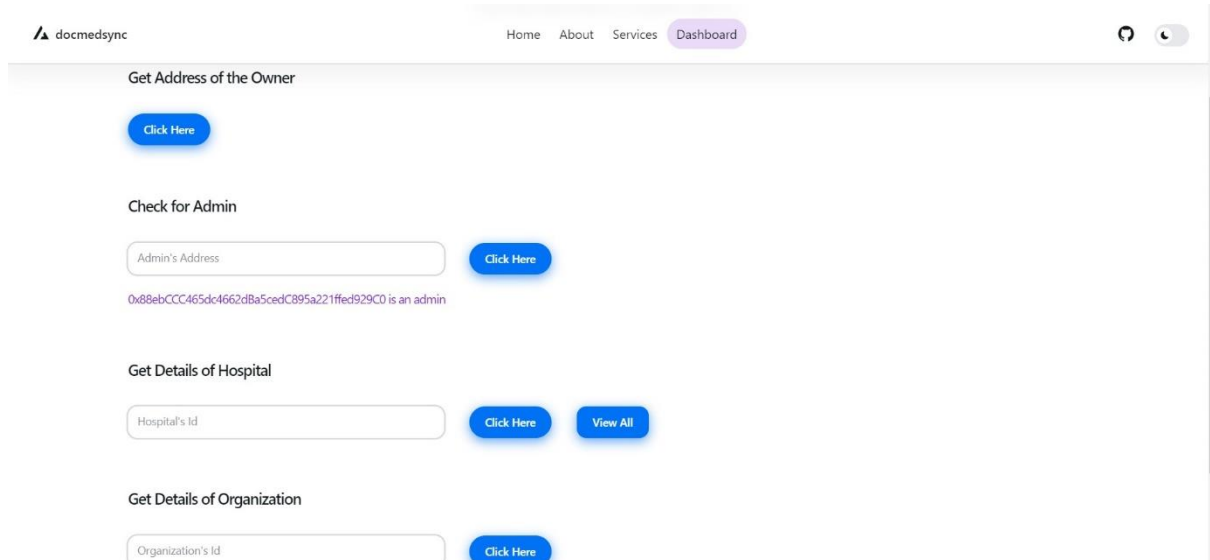 docmedsync
Home About Services Dashboard
Get Address of the Owner
Click Here
Check for Admin
Admin's Address
Click Here
0x88ebCCC465dc4662dBa5cedC895a221ffed929C0 is an admin
Get Details of Hospital
Hospital's Id
Click Here
View All
Get Details of Organization
Organization's Id
Click Here